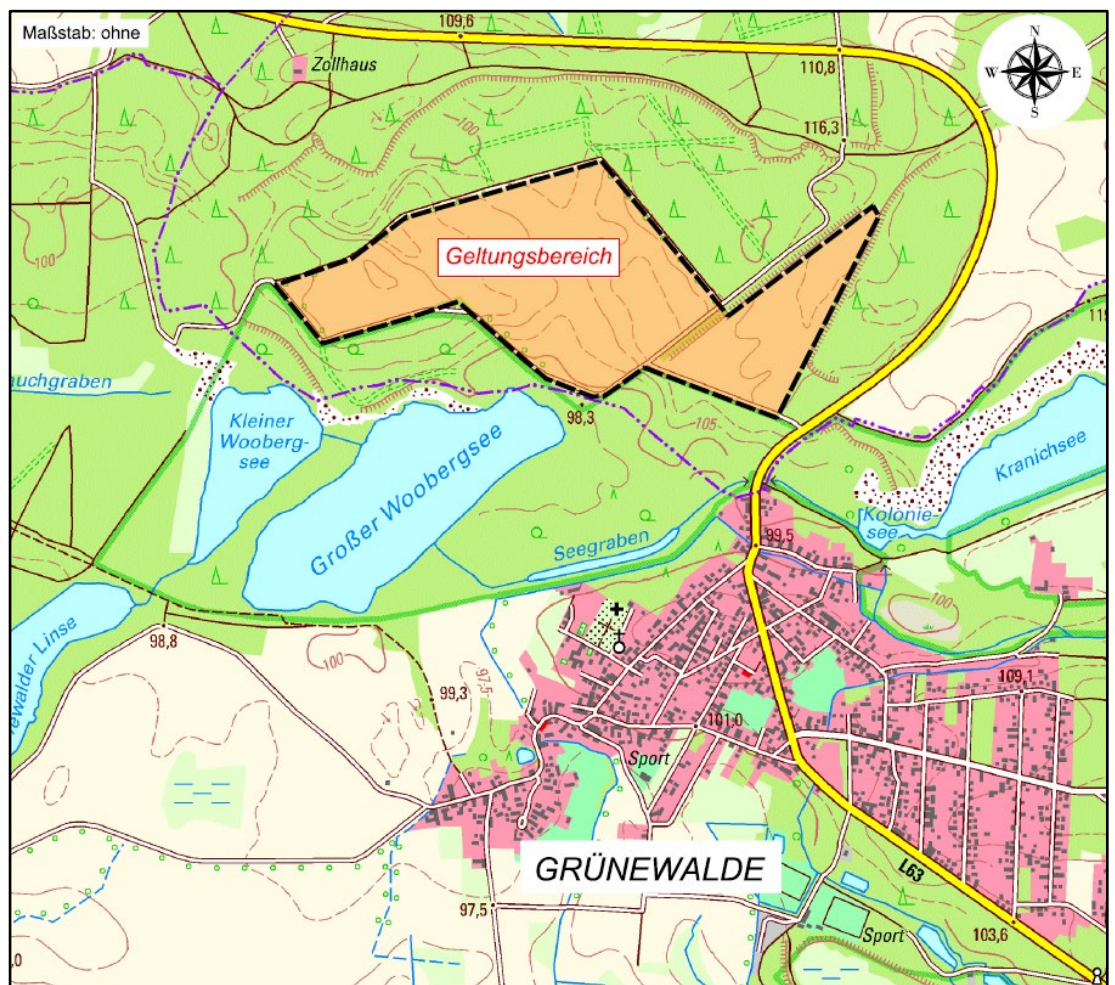 Maßstab: ohne
109,6
Zollhaus
110,8
N
W
E
S
116,3
100
100
Geltungsbereich
98,3
105
Kleiner
Wooberg-
see
Großer Woobergsee
Kranichsee
Kolonie-
see
Seegraben
99,5
100
98,8
100
97,5
99,3
109,1
101,0
Sport
GRÜNEWALDE
L63
97,5
Sport
103,6